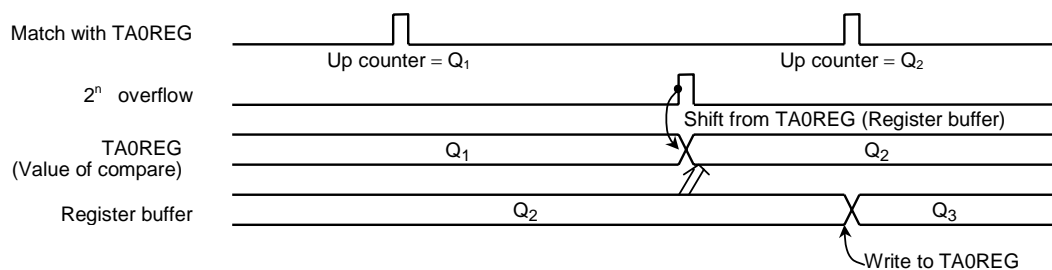 Match with TA0REG
Up counter = Q1
Up counter = Q2
2n overflow
Shift from TA0REG (Register buffer)
TA0REG
(Value of compare)
Q1
Q2
Register buffer
Q2
Q3
Write to TA0REG